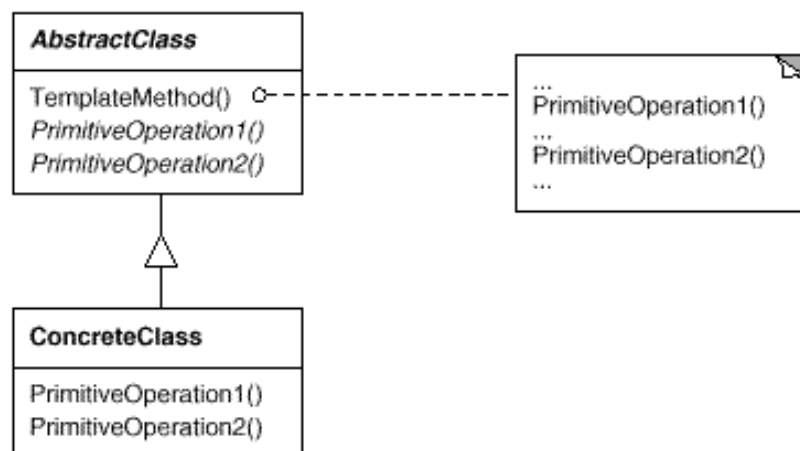 AbstractClass
TemplateMethod()
PrimitiveOperation1()
PrimitiveOperation2()
...
PrimitiveOperation1()
...
PrimitiveOperation2()
...
ConcreteClass
PrimitiveOperation1()
PrimitiveOperation2()